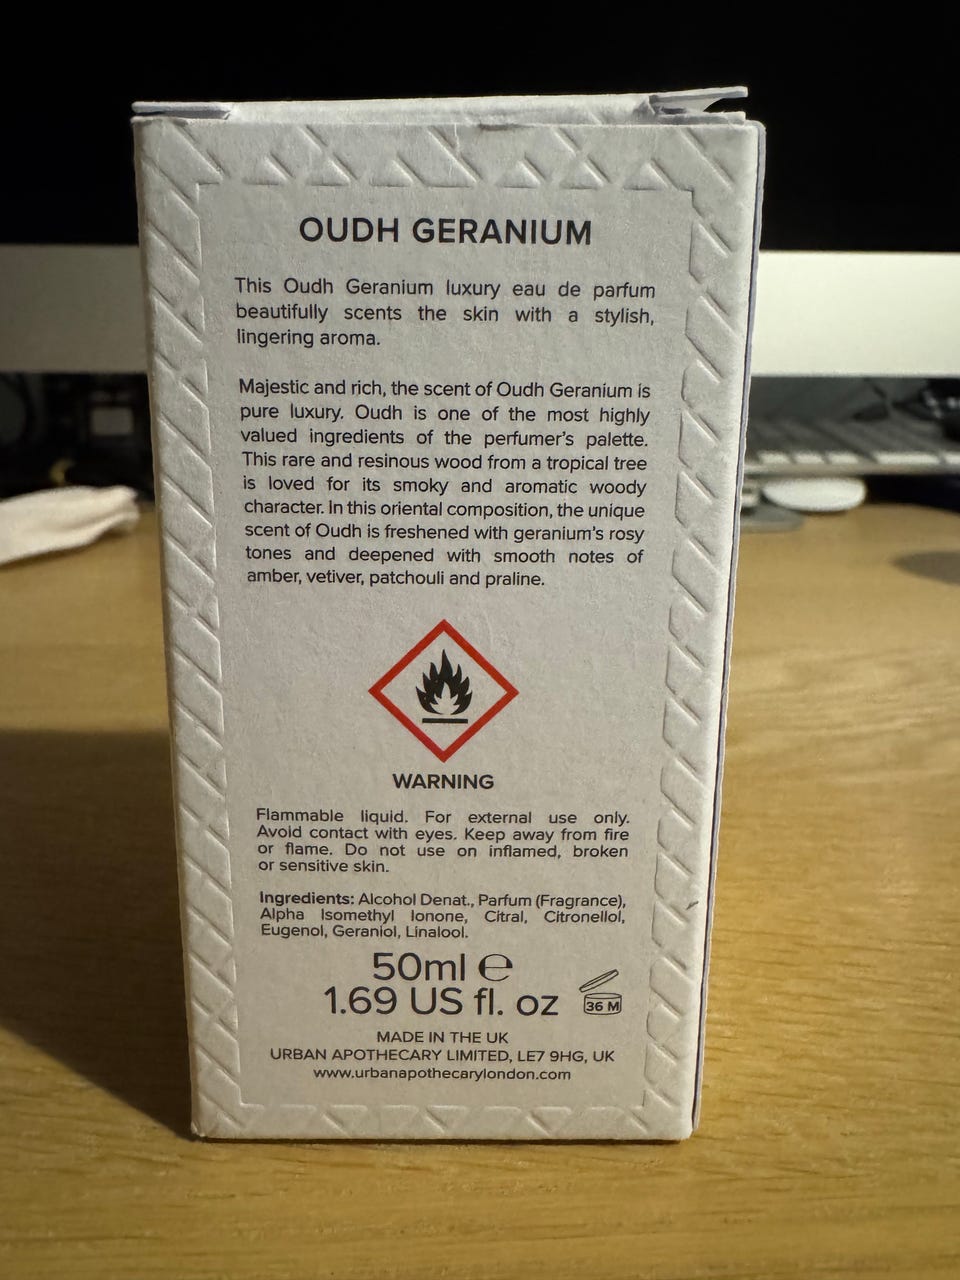 OUDH GERANIUM
This Oudh Geranium luxury eau de parfum
beautifully scents the skin with a stylish,
lingering aroma.
Majestic and rich, the scent of Oudh Geranium is
pure luxury. Oudh is one of the most highly
valued ingredients of the perfumer's palette.
This rare and resinous wood from a tropical tree
is loved for its smoky and aromatic woody
character. In this oriental composition, the unique
scent of Oudh is freshened with geranium's rosy
tones and deepened with smooth notes of
amber, vetiver, patchouli and praline.
WARNING
Flammable liquid. For external use only.
Avoid contact with eyes. Keep away from fire
or flame. Do not use on inflamed, broken
or sensitive skin.
Ingredients: Alcohol Denat., Parfum (Fragrance),
Alpha Isomethyl Ionone, Citral, Citronellol,
Eugenol, Geraniol, Linalool.
50ml ℮
1.69 US fl. oz
36 M
MADE IN THE UK
URBAN APOTHECARY LIMITED, LE7 9HG, UK
www.urbanapothecarylondon.com